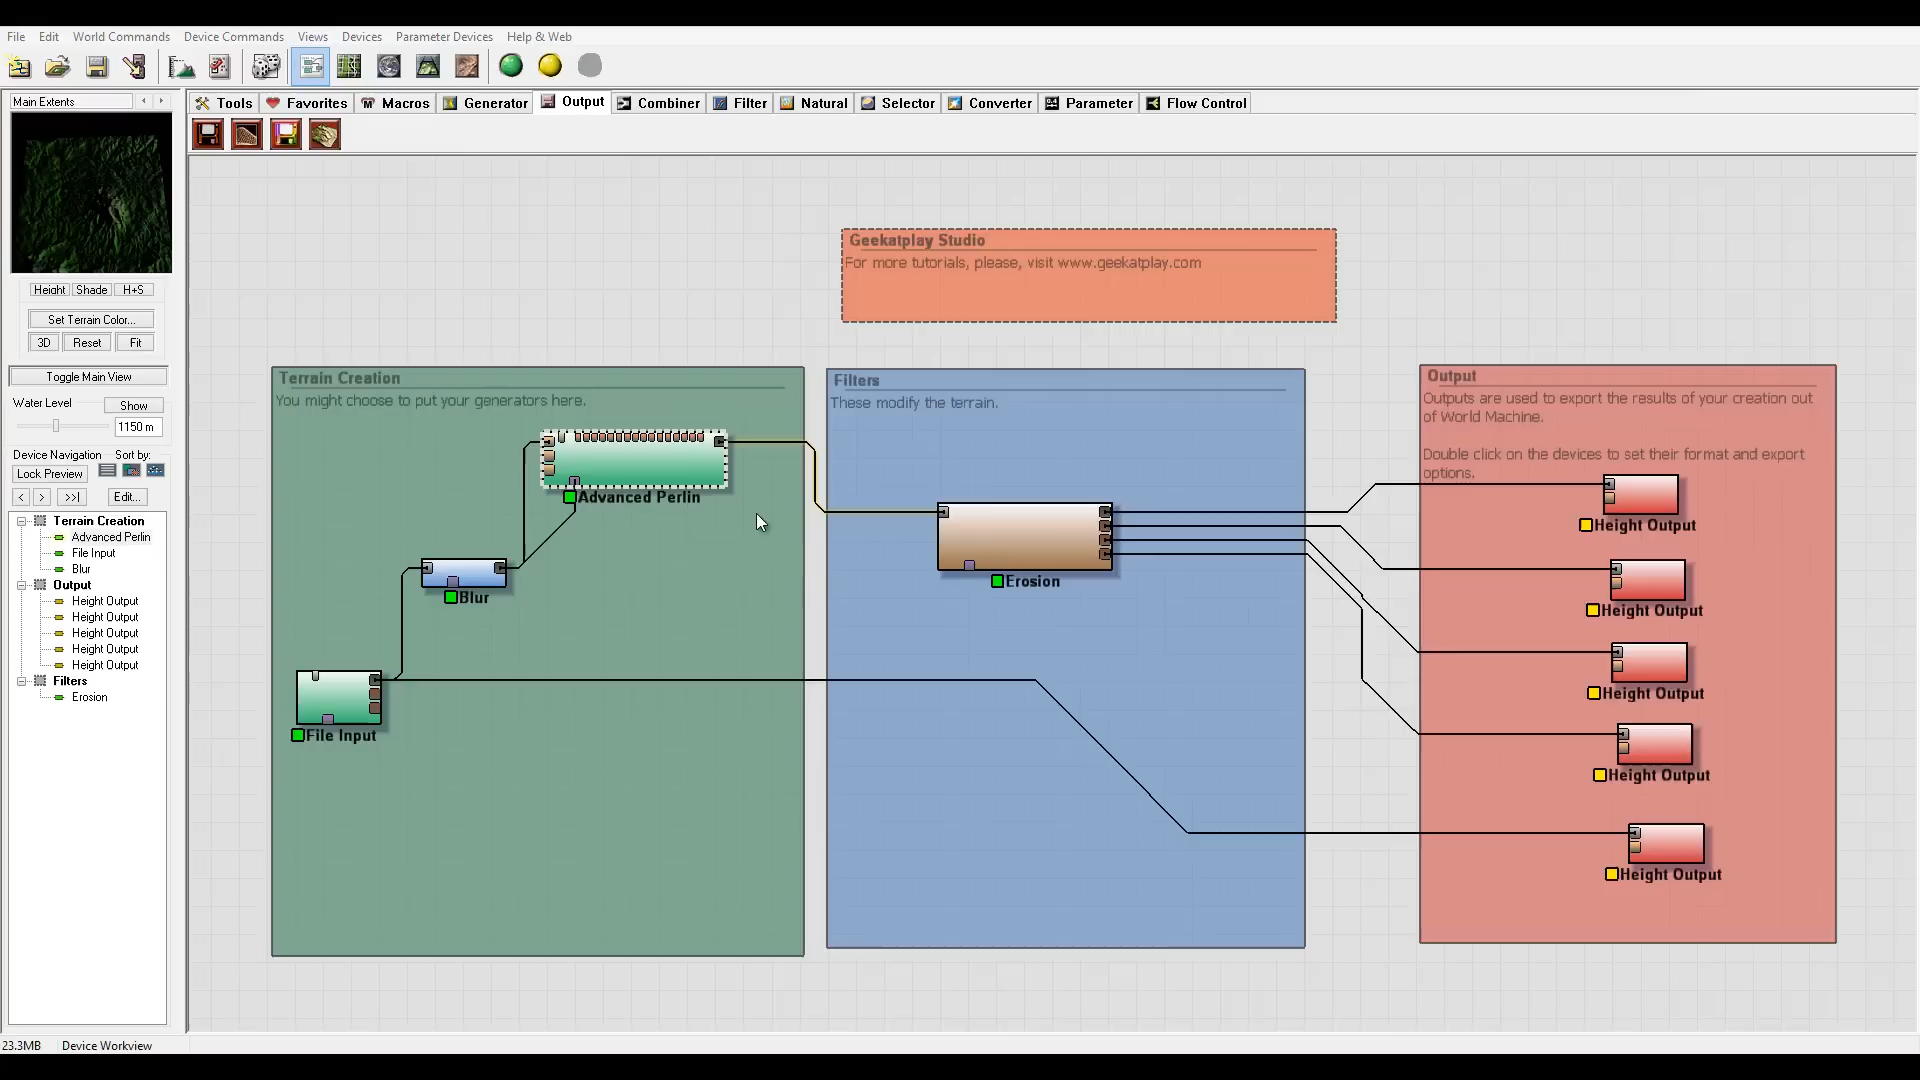 File Edit World Commands Device Commands Views Devices Parameter Devices Help & Web
Main Extents
Tools Favorites Macros Generator Output Combiner Filter Natural Selector Converter Parameter Flow Control
Height Shade H+S
Set Terrain Color...
3D Reset Fit
Toggle Main View
Water Level Show
1150 m
Device Navigation Sort by:
Lock Preview
< > >>| Edit...
Terrain Creation
Advanced Perlin
File Input
Blur
Output
Height Output
Height Output
Height Output
Height Output
Height Output
Filters
Erosion
Geekatplay Studio
For more tutorials, please, visit www.geekatplay.com
Terrain Creation
You might choose to put your generators here.
Advanced Perlin
Blur
File Input
Filters
These modify the terrain.
Erosion
Output
Outputs are used to export the results of your creation out
of World Machine.
Double click on the devices to set their format and export
options.
Height Output
Height Output
Height Output
Height Output
Height Output
23.3MB Device Workview